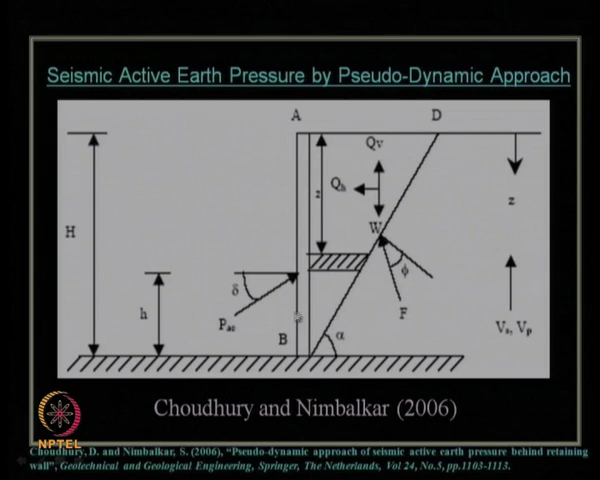 Seismic Active Earth Pressure by Pseudo-Dynamic Approach
A
D
Qv
Qh
z
z
H
W
δ
ϕ
h
Pae
F
Vs, Vp
B
α
Choudhury and Nimbalkar (2006)
NPTEL
Choudhury, D. and Nimbalkar, S. (2006), "Pseudo-dynamic approach of seismic active earth pressure behind retaining
wall", Geotechnical and Geological Engineering, Springer, The Netherlands, Vol 24, No.5, pp.1103-1113.